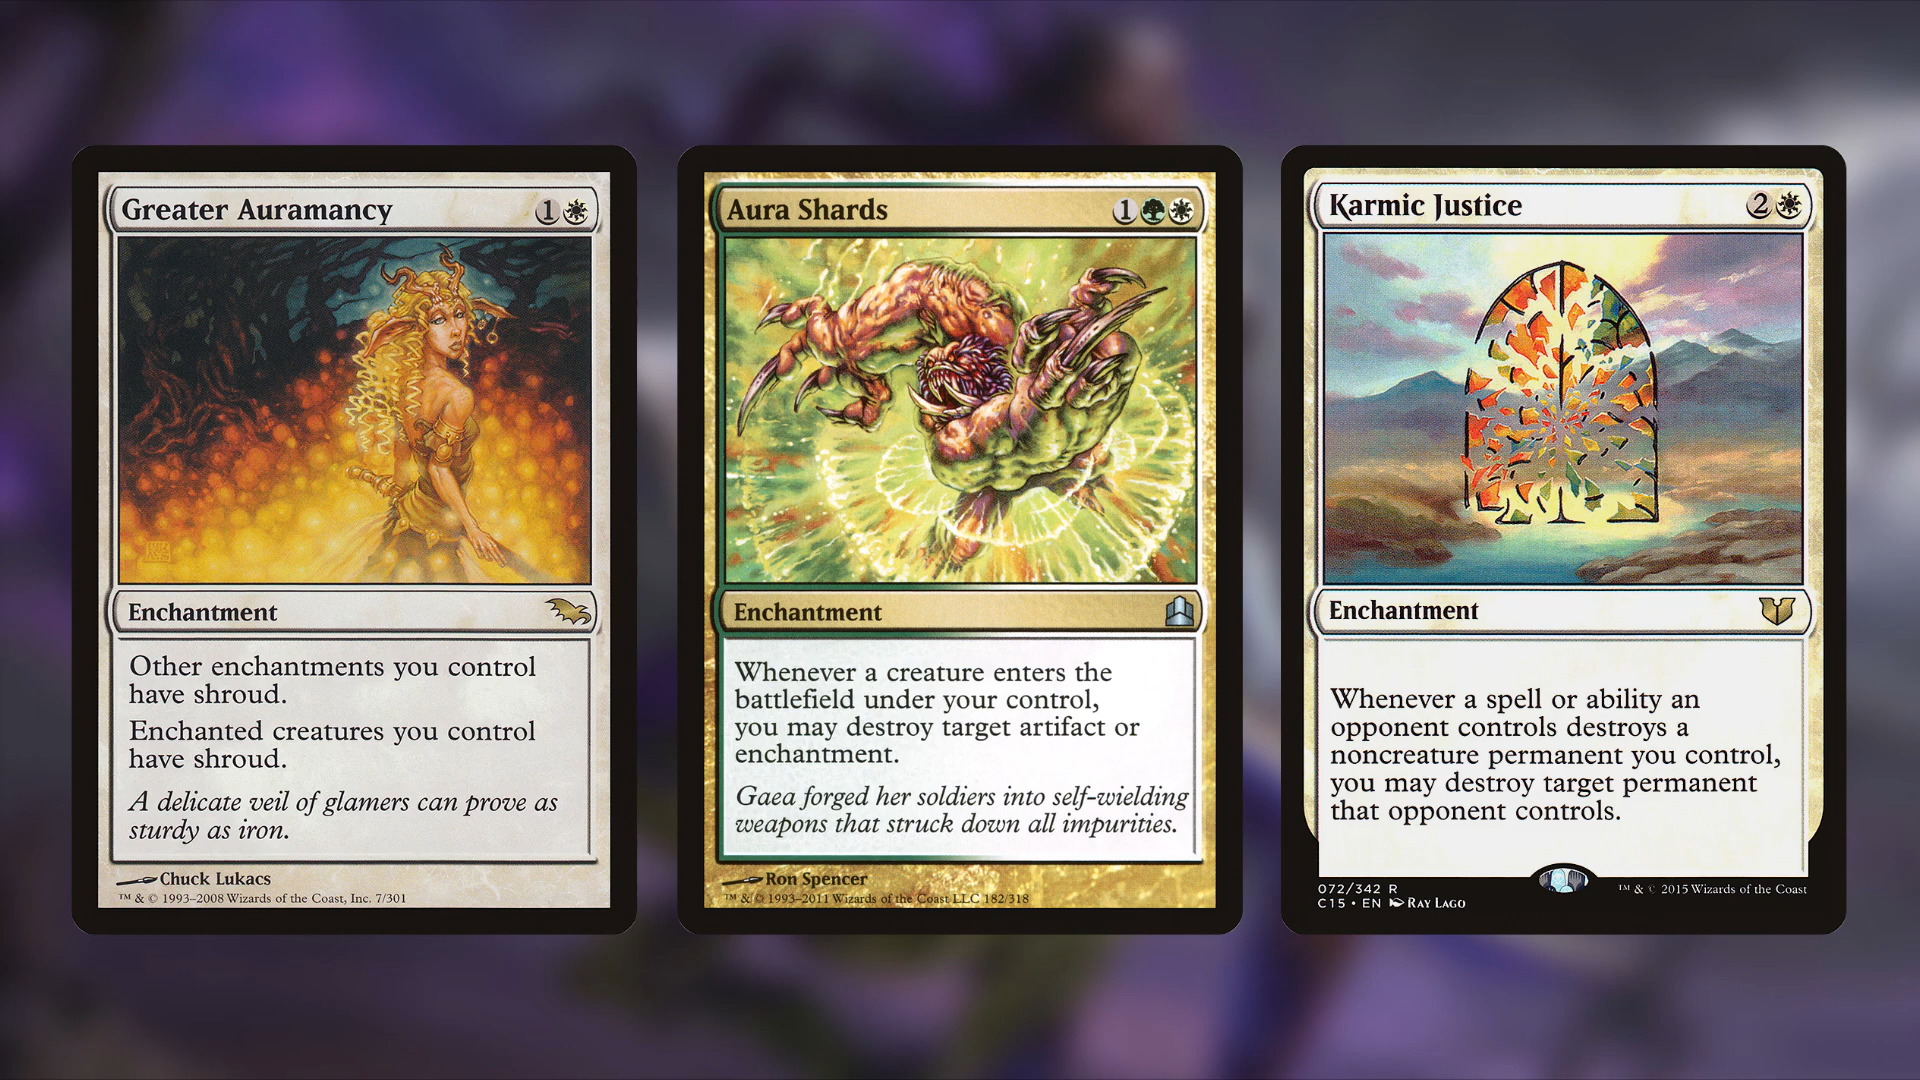 Greater Auramancy 1
Enchantment
Other enchantments you control
have shroud.
Enchanted creatures you control
have shroud.
A delicate veil of glamers can prove as
sturdy as iron.
Chuck Lukacs
™ & © 1993–2008 Wizards of the Coast, Inc. 7/301
Aura Shards 1
Enchantment
Whenever a creature enters the
battlefield under your control,
you may destroy target artifact or
enchantment.
Gaea forged her soldiers into self-wielding
weapons that struck down all impurities.
Ron Spencer
™ & © 1993–2011 Wizards of the Coast LLC 182/318
Karmic Justice 2
Enchantment
Whenever a spell or ability an
opponent controls destroys a
noncreature permanent you control,
you may destroy target permanent
that opponent controls.
072/342 R
C15 • EN RAY LAGO
™ & © 2015 Wizards of the Coast